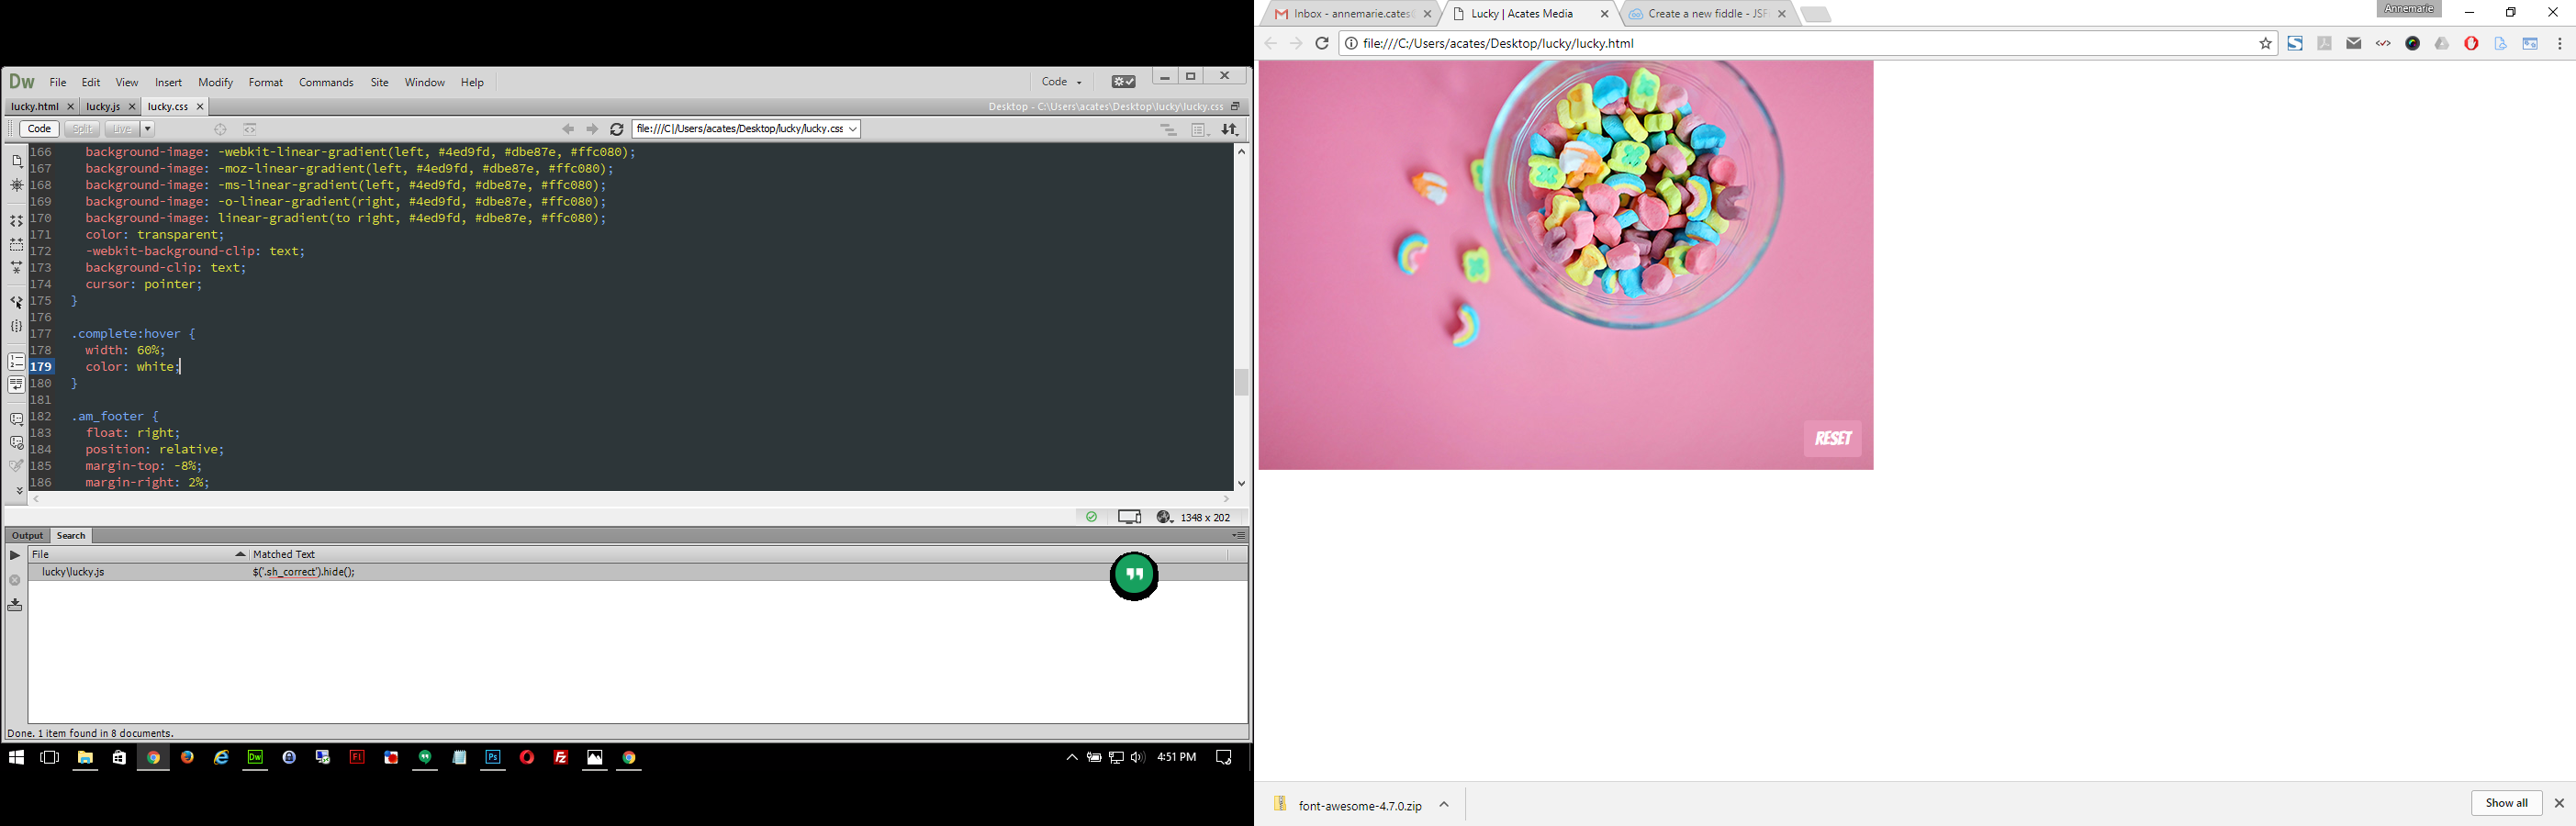 Dw File Edit View Insert Modify Format Commands Site Window Help Code
lucky.html lucky.js lucky.css Desktop - C:\Users\acates\Desktop\lucky\lucky.css
Code Split Live file:///C|/Users/acates/Desktop/lucky/lucky.css
166 background-image: -webkit-linear-gradient(left, #4ed9fd, #dbe87e, #ffc080);
167 background-image: -moz-linear-gradient(left, #4ed9fd, #dbe87e, #ffc080);
168 background-image: -ms-linear-gradient(left, #4ed9fd, #dbe87e, #ffc080);
169 background-image: -o-linear-gradient(right, #4ed9fd, #dbe87e, #ffc080);
170 background-image: linear-gradient(to right, #4ed9fd, #dbe87e, #ffc080);
171 color: transparent;
172 -webkit-background-clip: text;
173 background-clip: text;
174 cursor: pointer;
175 }
176
177 .complete:hover {
178 width: 60%;
179 color: white;
180 }
181
182 .am_footer {
183 float: right;
184 position: relative;
185 margin-top: -8%;
186 margin-right: 2%;
1348 x 202
Output Search
File Matched Text
lucky\lucky.js $('.sh_correct').hide();
Done. 1 item found in 8 documents.
Dw Fl Ps Fz 4:51 PM
Inbox - annemarie.cates Lucky | Acates Media Create a new fiddle - JSF Annemarie
file:///C:/Users/acates/Desktop/lucky/lucky.html
RESET
font-awesome-4.7.0.zip Show all